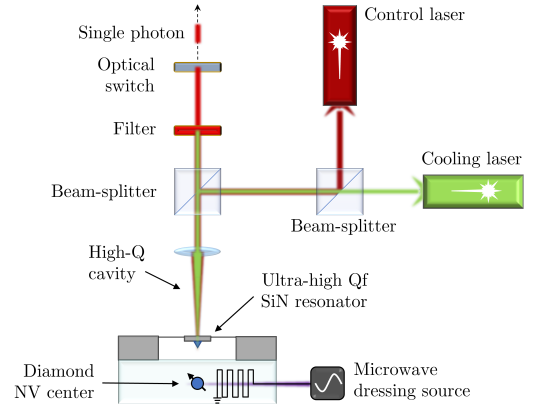 Control laser
Single photon
Optical
switch
Filter
Cooling laser
Beam-splitter
Beam-splitter
High-Q
cavity
Ultra-high Qf
SiN resonator
Diamond
NV center
Microwave
dressing source